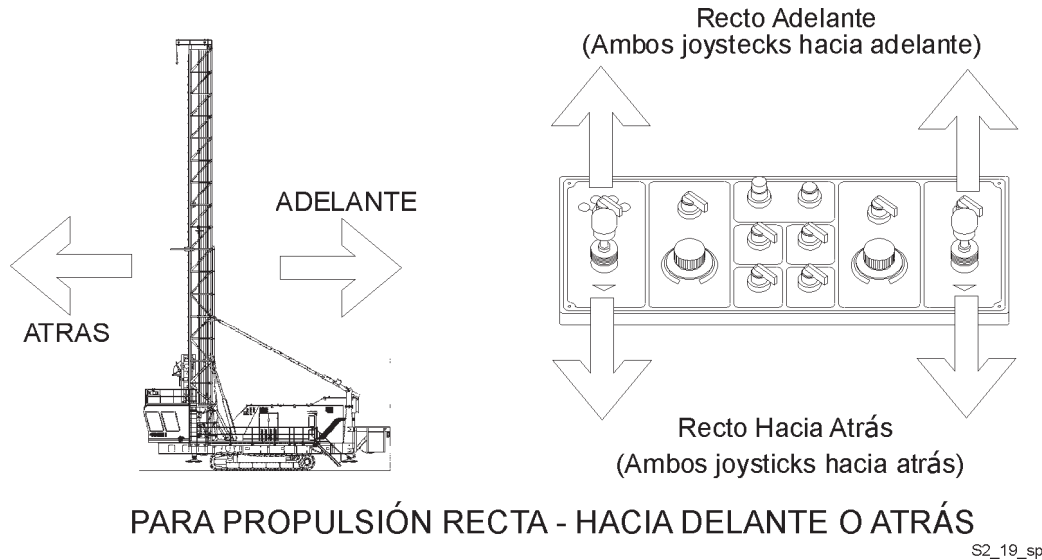 Recto Adelante
(Ambos joystecks hacia adelante)
ADELANTE
ATRAS
Recto Hacia Atrás
(Ambos joysticks hacia atrás)
PARA PROPULSIÓN RECTA - HACIA DELANTE O ATRÁS
S2_19_sp